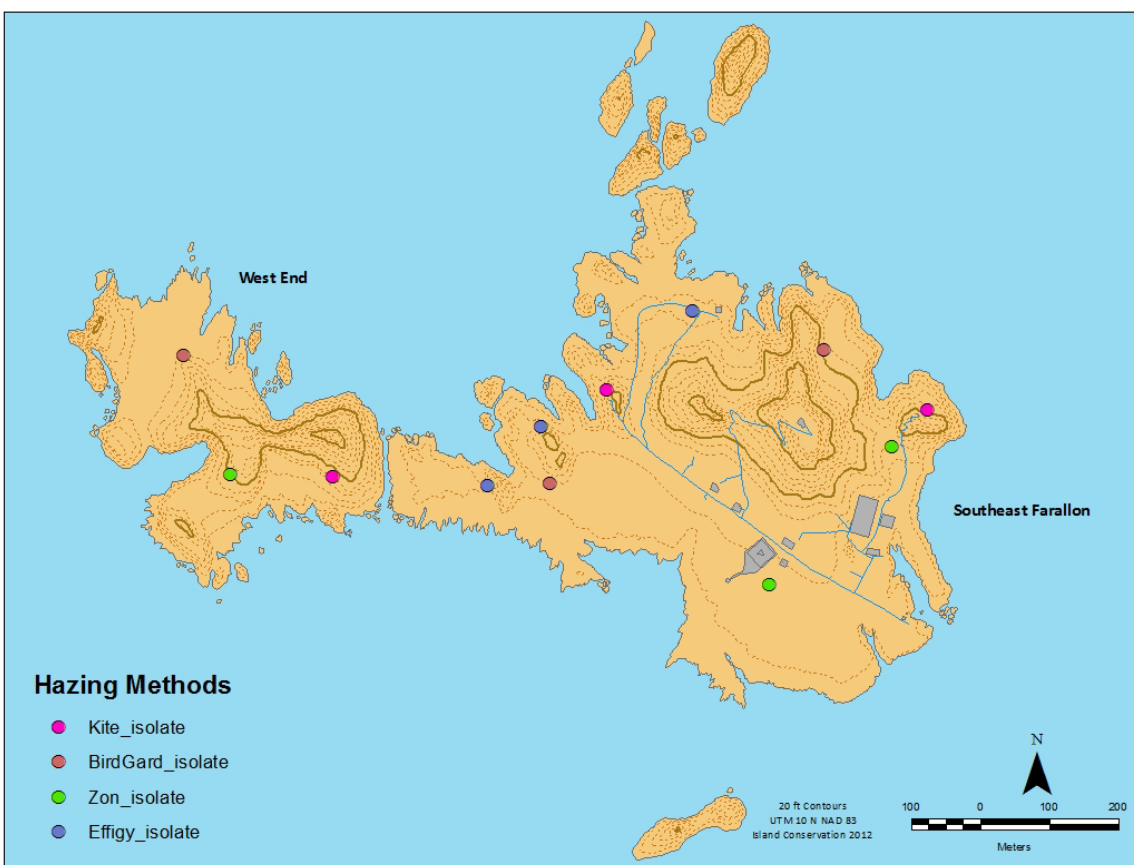 West End
Southeast Farallon
Hazing Methods
Kite_isolate
BirdGard_isolate
Zon_isolate
Effigy_isolate
20 ft Contours
UTM 10 N NAD 83
Island Conservation 2012
N
100 0 100 200
Meters